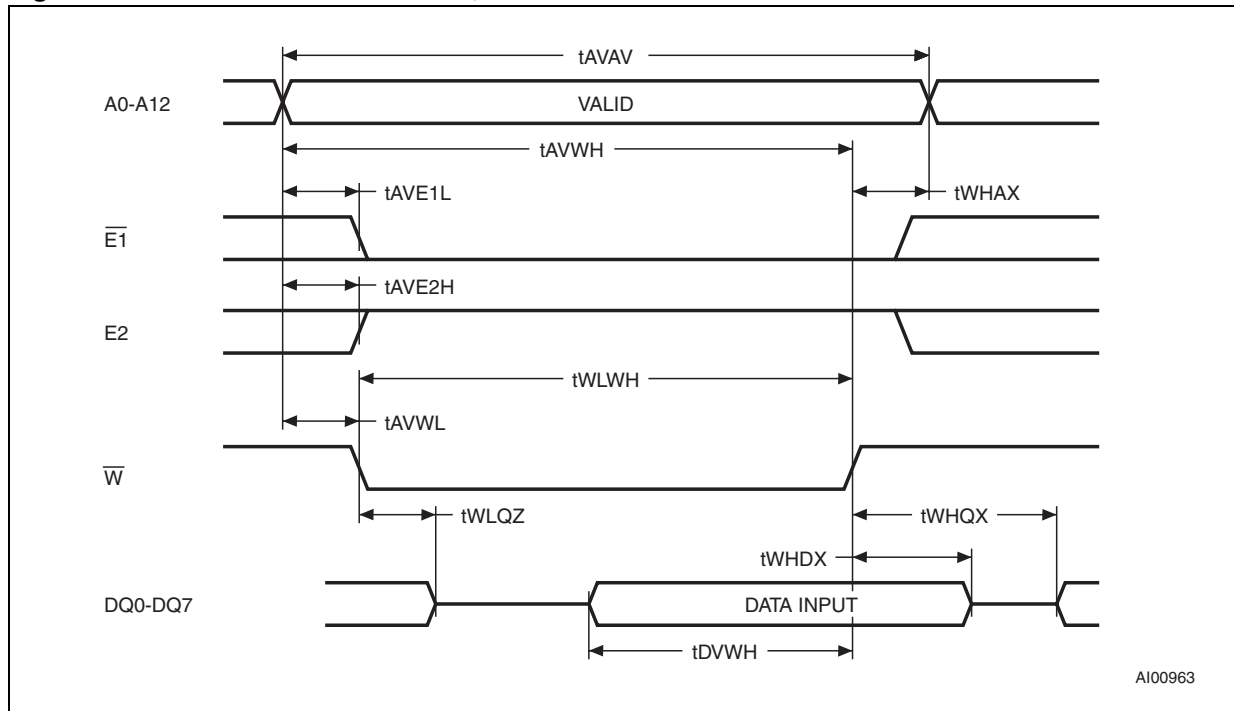 tAVAV
A0-A12
VALID
tAVWH
tAVE1L
tWHAX
E1
tAVE2H
E2
tWLWH
tAVWL
W
tWLQZ
tWHQX
tWHDX
DQ0-DQ7
DATA INPUT
tDVWH
AI00963